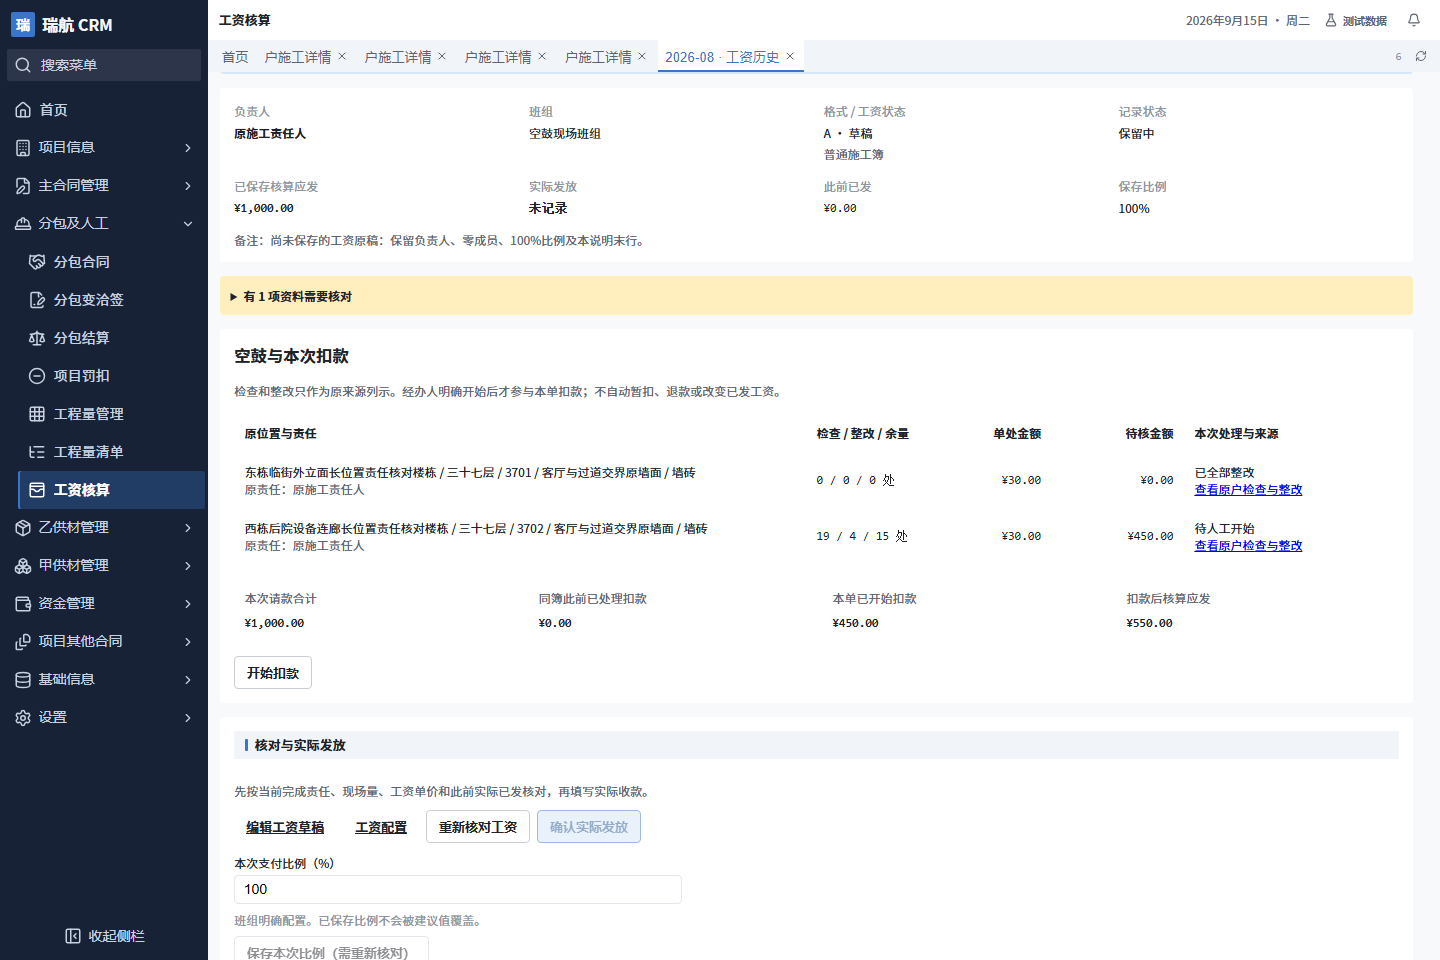 瑞 瑞航 CRM
搜索菜单
首页
项目信息
主合同管理
分包及人工
分包合同
分包变洽签
分包结算
项目罚扣
工程量管理
工程量清单
工资核算
乙供材管理
甲供材管理
资金管理
项目其他合同
基础信息
设置
收起侧栏
工资核算
2026年9月15日 · 周二 测试数据
首页 户施工详情 户施工详情 户施工详情 户施工详情 2026-08 · 工资历史 6
负责人 班组 格式 / 工资状态 记录状态
原施工责任人 空鼓现场班组 A · 草稿 保留中
普通施工簿
已保存核算应发 实际发放 此前已发 保存比例
¥1,000.00 未记录 ¥0.00 100%
备注：尚未保存的工资原稿：保留负责人、零成员、100%比例及本说明末行。
有 1 项资料需要核对
空鼓与本次扣款
检查和整改只作为原来源列示。经办人明确开始后才参与本单扣款；不自动暂扣、退款或改变已发工资。
原位置与责任 检查 / 整改 / 余量 单处金额 待核金额 本次处理与来源
东栋临街外立面长位置责任核对楼栋 / 三十七层 / 3701 / 客厅与过道交界原墙面 / 墙砖
原责任：原施工责任人
0 / 0 / 0 处 ¥30.00 ¥0.00
已全部整改
查看原户检查与整改
西栋后院设备连廊长位置责任核对楼栋 / 三十七层 / 3702 / 客厅与过道交界原墙面 / 墙砖
原责任：原施工责任人
19 / 4 / 15 处 ¥30.00 ¥450.00
待人工开始
查看原户检查与整改
本次请款合计 同簿此前已处理扣款 本单已开始扣款 扣款后核算应发
¥1,000.00 ¥0.00 ¥450.00 ¥550.00
开始扣款
核对与实际发放
先按当前完成责任、现场量、工资单价和此前实际已发核对，再填写实际收款。
编辑工资草稿 工资配置 重新核对工资 确认实际发放
本次支付比例（%）
100
班组明确配置。已保存比例不会被建议值覆盖。
保存本次比例（需重新核对）